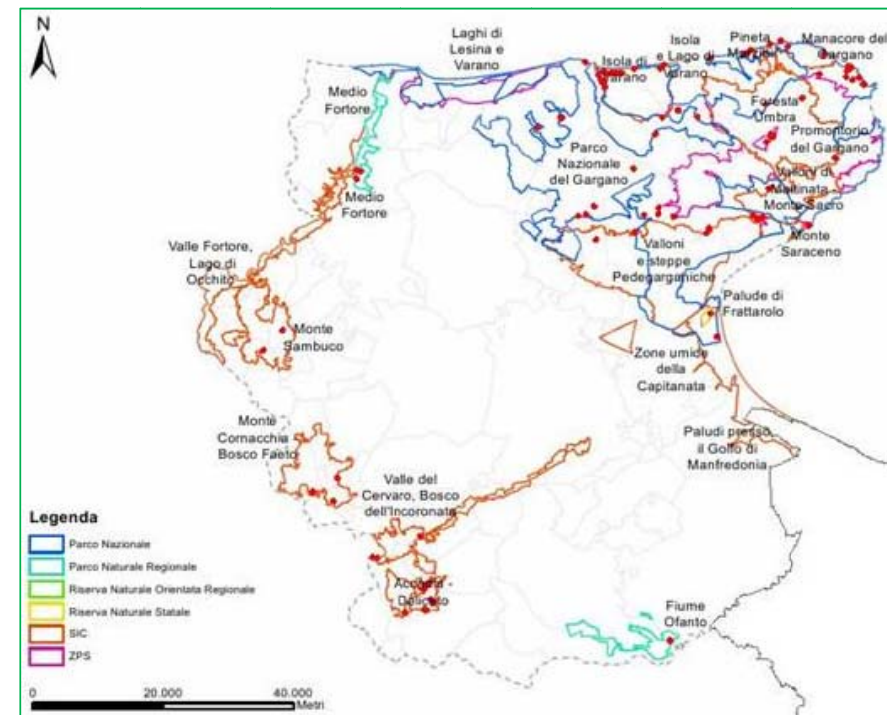 N
Laghi di
Lesina e
Varano
Isola di
Varano
Isola
e Lago di
Varano
Pineta
Marzini
Manacore del
Gargano
Medio
Fortore
Foresta
Umbra
Promontorio
del Gargano
Parco
Nazionale
del Gargano
Valloni di
Mattinata -
Monte Sacro
Medio
Fortore
Monte
Saraceno
Valle Fortore,
Lago di
Occhito
Valloni
e steppe
Pedegarganiche
Palude di
Frattarolo
Monte
Sambuco
Zone umide
della
Capitanata
Monte
Cornacchia -
Bosco Faeto
Paludi presso
il Golfo di
Manfredonia
Valle del
Cervaro, Bosco
dell'Incoronata
Accadia -
Deliceto
Fiume
Ofanto
Legenda
Parco Nazionale
Parco Naturale Regionale
Riserva Naturale Orientata Regionale
Riserva Naturale Statale
SIC
ZPS
0 20.000 40.000
Metri